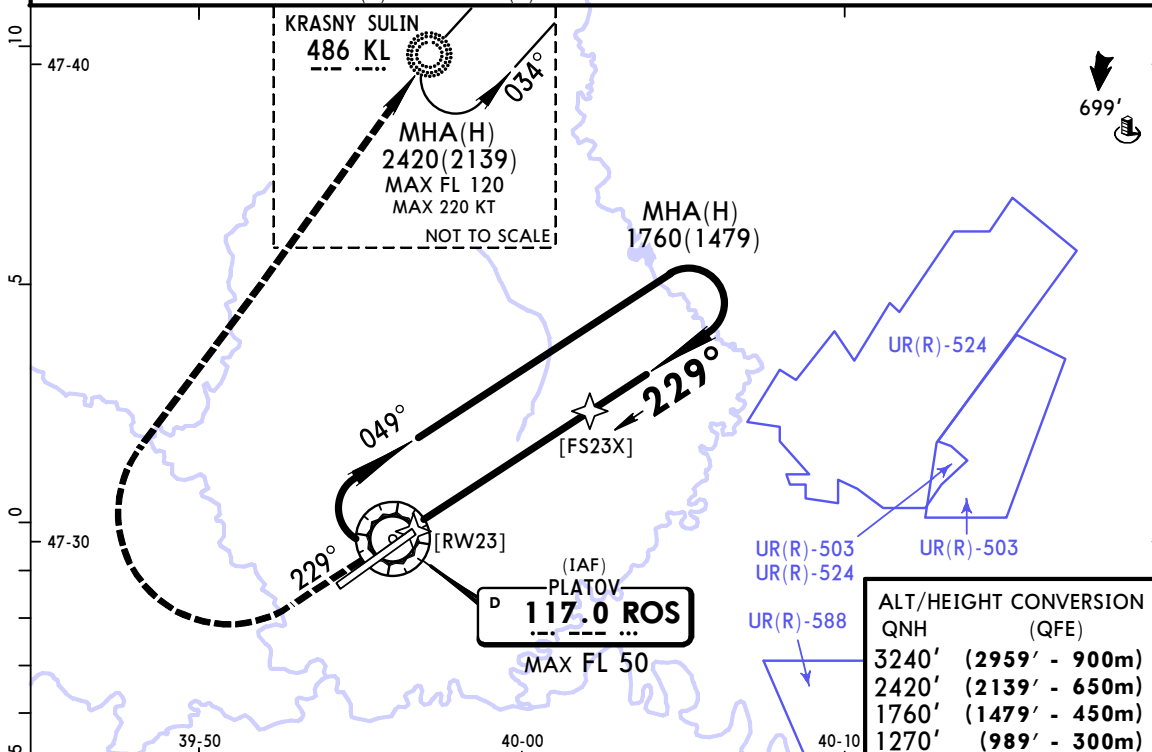 KRASNY SULIN
486 KL
034°
MHA(H)
2420(2139)
MAX FL 120
MAX 220 KT
NOT TO SCALE
10
47-40
699'
MHA(H)
1760(1479)
5
UR(R)-524
229°
[FS23X]
049°
0
47-30
[RW23]
229°
UR(R)-503
UR(R)-524
UR(R)-503
(IAF)
PLATOV
D 117.0 ROS
MAX FL 50
UR(R)-588
ALT/HEIGHT CONVERSION
QNH (QFE)
3240' (2959' - 900m)
2420' (2139' - 650m)
1760' (1479' - 450m)
1270' (989' - 300m)
5
39-50
40-00
40-10